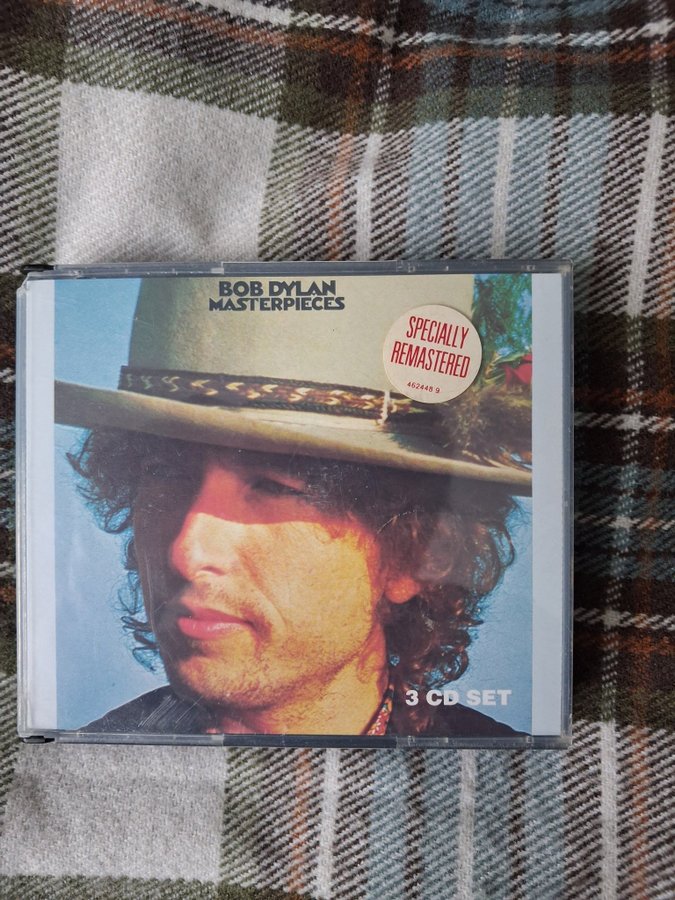 BOB DYLAN
MASTERPIECES
SPECIALLY
REMASTERED
462448 9
3 CD SET